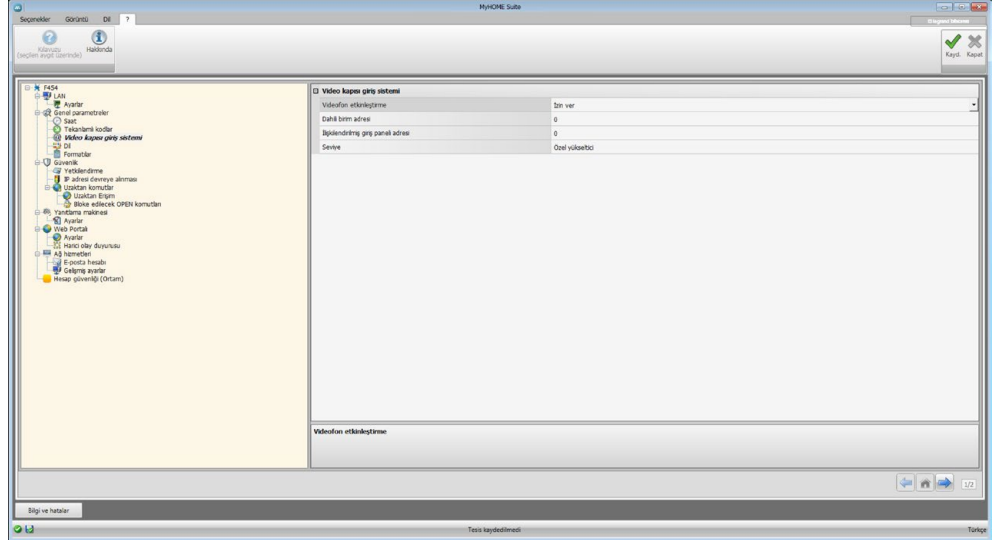 MyHOME Suite
Seçenekler Görüntü Dil ?
Kılavuzu
(seçilen aygıt üzerinde)
Hakkında
Kayd. Kapat
F454
LAN
Ayarlar
Genel parametreler
Saat
Tekanlamlı kodlar
Video kapısı giriş sistemi
Dil
Formatlar
Güvenlik
Yetkilendirme
IP adresi devreye alınması
Uzaktan komutlar
Uzaktan Erişim
Bloke edilecek OPEN komutları
Yanıtlama makinesi
Ayarlar
Web Portalı
Ayarlar
Harici olay duyurusu
Ağ hizmetleri
E-posta hesabı
Gelişmiş ayarlar
Hesap güvenliği (Ortam)
Video kapısı giriş sistemi
Videofon etkinleştirme İzin ver
Dahili birim adresi 0
İlişkilendirilmiş giriş paneli adresi 0
Seviye Özel yükseltici
Videofon etkinleştirme
1/2
Bilgi ve hatalar
Tesis kaydedilmedi
Türkçe